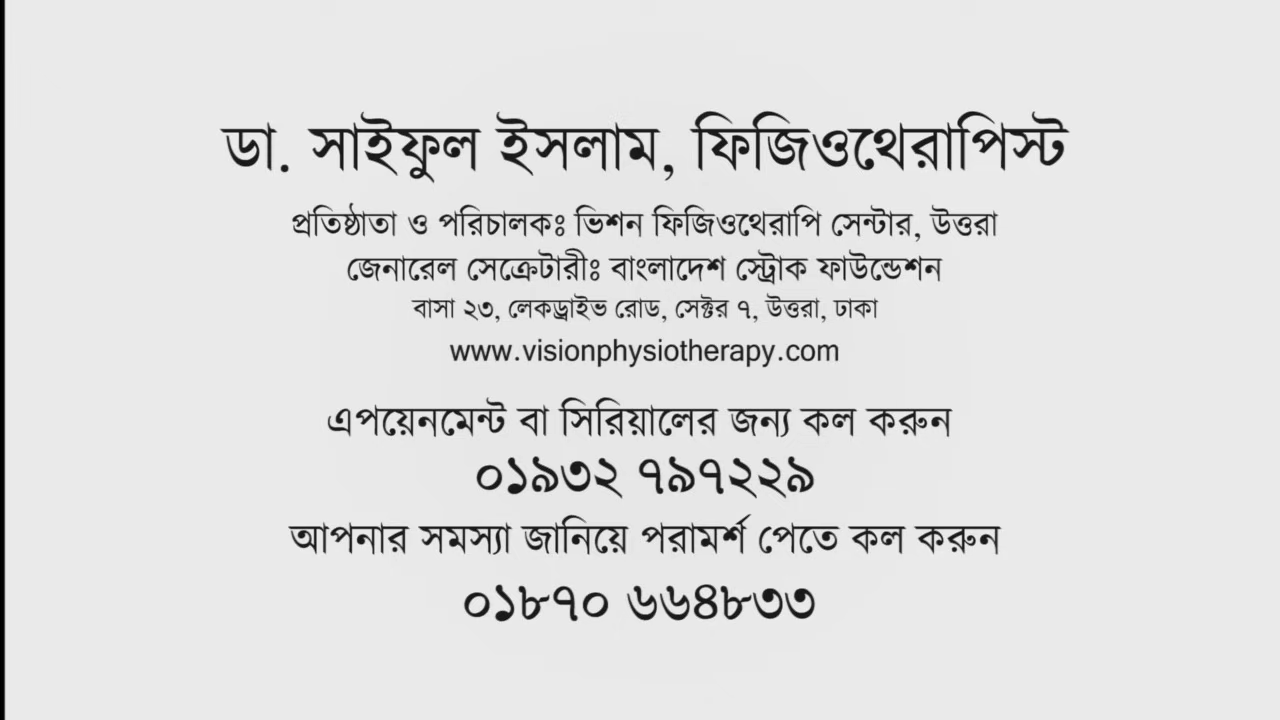 ডা. সাইফুল ইসলাম, ফিজিওথেরাপিস্ট
প্রতিষ্ঠাতা ও পরিচালকঃ ভিশন ফিজিওথেরাপি সেন্টার, উত্তরা
জেনারেল সেক্রেটারীঃ বাংলাদেশ স্ট্রোক ফাউন্ডেশন
বাসা ২৩, লেকড্রাইভ রোড, সেক্টর ৭, উত্তরা, ঢাকা
www.visionphysiotherapy.com
এপয়েনমেন্ট বা সিরিয়ালের জন্য কল করুন
০১৯৩২ ৭৯৭২২৯
আপনার সমস্যা জানিয়ে পরামর্শ পেতে কল করুন
০১৮৭০ ৬৬৪৮৩৩